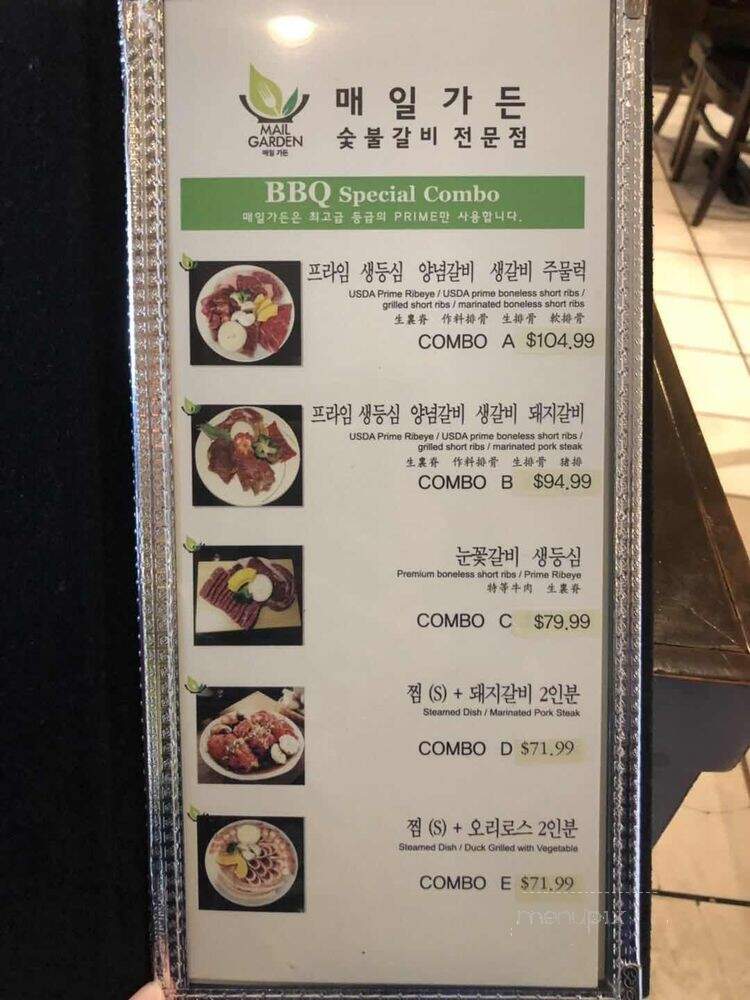 MAIL
GARDEN
매일 가든
매일가든
숯불갈비 전문점
BBQ Special Combo
매일가든은 최고급 등급의 PRIME만 사용합니다.
프라임 생등심 양념갈비 생갈비 주물럭
USDA Prime Ribeye / USDA prime boneless short ribs /
grilled short ribs / marinated boneless short ribs
生裏脊 作料排骨 生排骨 軟排骨
COMBO A $104.99
프라임 생등심 양념갈비 생갈비 돼지갈비
USDA Prime Ribeye / USDA prime boneless short ribs /
grilled short ribs / marinated pork steak
生裏脊 作料排骨 生排骨 猪排
COMBO B $94.99
눈꽃갈비 생등심
Premium boneless short ribs / Prime Ribeye
特等牛肉 生裏脊
COMBO C $79.99
찜 (S) + 돼지갈비 2인분
Steamed Dish / Marinated Pork Steak
COMBO D $71.99
찜 (S) + 오리로스 2인분
Steamed Dish / Duck Grilled with Vegetable
COMBO E $71.99
menupix